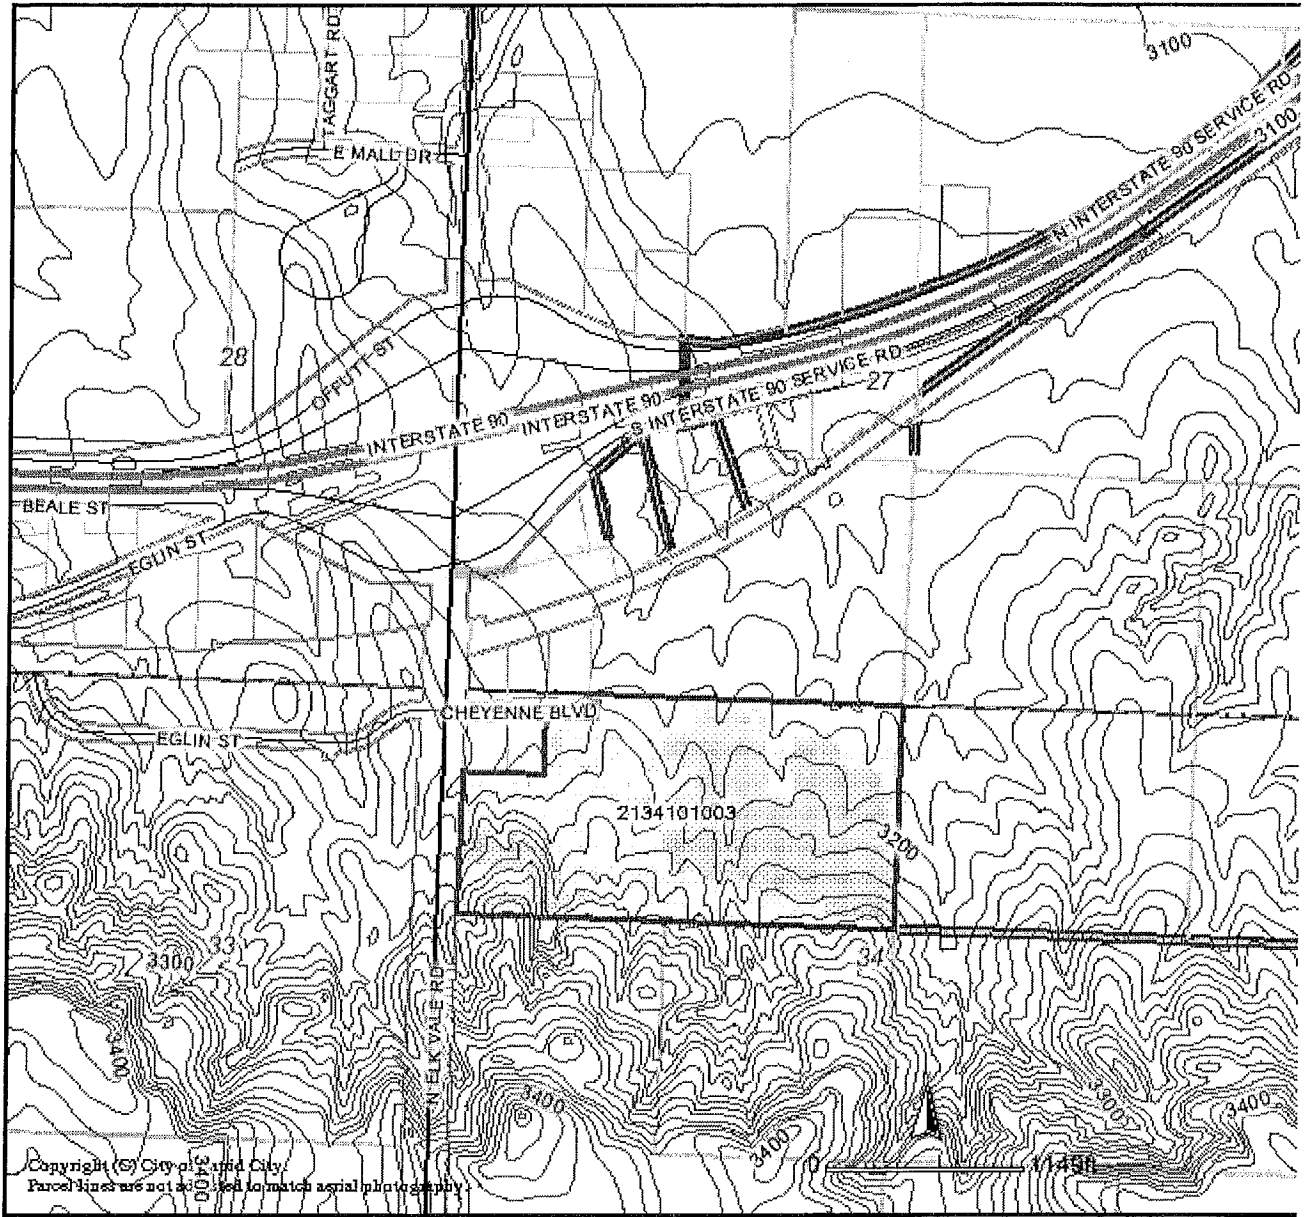 TAGGART RD
3100
E MALL DR
N INTERSTATE 90 SERVICE RD
3100
28
OFFUTT ST
INTERSTATE 90
INTERSTATE 90
S INTERSTATE 90 SERVICE RD
27
BEALE ST
EGLIN ST
CHEYENNE BLVD
EGLIN ST
2134101003
3200
33
3300
34
3400
N ELK VALE RD
3400
3300
3400
3400
3400
0 1149ft
Copyright (C) City of Rapid City.
Parcel lines are not adjusted to match aerial photography.